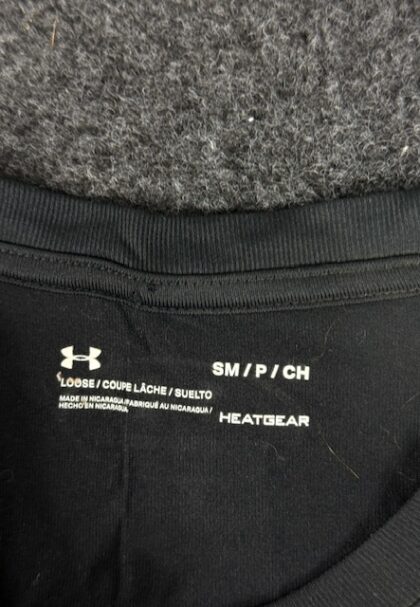 SM / P / CH
LOOSE / COUPE LÂCHE / SUELTO
MADE IN NICARAGUA/FABRIQUÉ AU NICARAGUA/
HECHO EN NICARAGUA
HEATGEAR